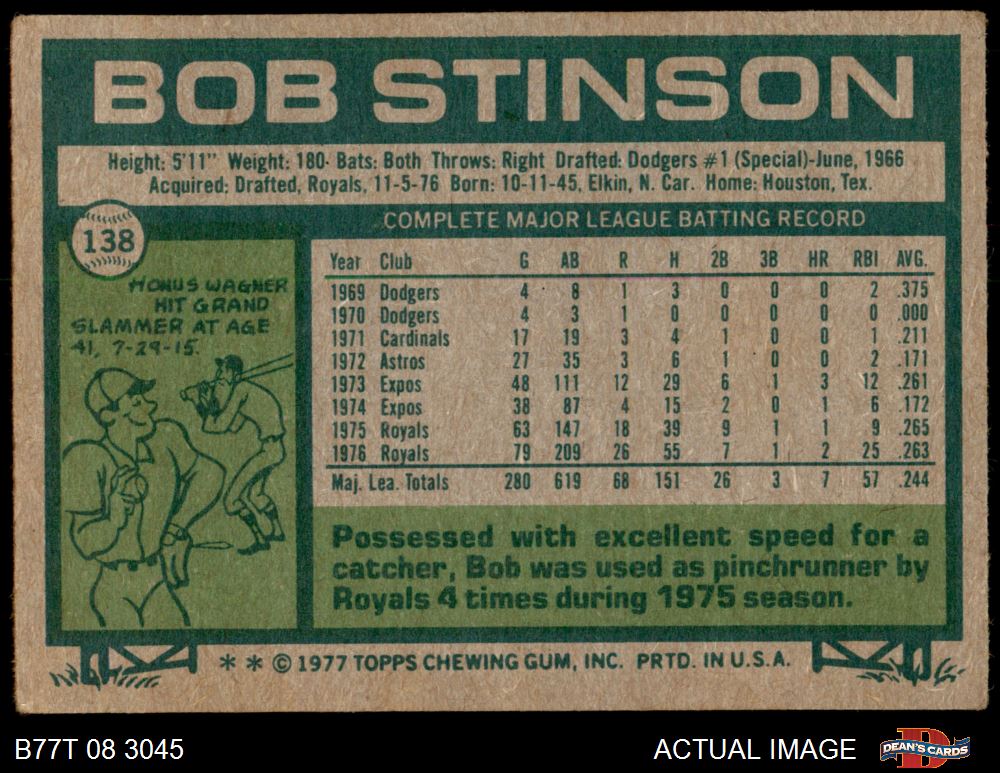 BOB STINSON
Height: 5'11" Weight: 180- Bats: Both Throws: Right Drafted: Dodgers #1 (Special)-June, 1966
Acquired: Drafted, Royals, 11-5-76 Born: 10-11-45, Elkin, N. Car. Home: Houston, Tex.
138
HONUS WAGNER
HIT GRAND
SLAMMER AT AGE
41, 7-29-15.
COMPLETE MAJOR LEAGUE BATTING RECORD
Year Club G AB R H 2B 3B HR RBI AVG.
1969 Dodgers 4 8 1 3 0 0 0 2 .375
1970 Dodgers 4 3 1 0 0 0 0 0 .000
1971 Cardinals 17 19 3 4 1 0 0 1 .211
1972 Astros 27 35 3 6 1 0 0 2 .171
1973 Expos 48 111 12 29 6 1 3 12 .261
1974 Expos 38 87 4 15 2 0 1 6 .172
1975 Royals 63 147 18 39 9 1 1 9 .265
1976 Royals 79 209 26 55 7 1 2 25 .263
Maj. Lea. Totals 280 619 68 151 26 3 7 57 .244
Possessed with excellent speed for a
catcher, Bob was used as pinchrunner by
Royals 4 times during 1975 season.
* * © 1977 TOPPS CHEWING GUM, INC. PRTD. IN U.S.A.
B77T 08 3045
ACTUAL IMAGE
DEAN'S CARDS